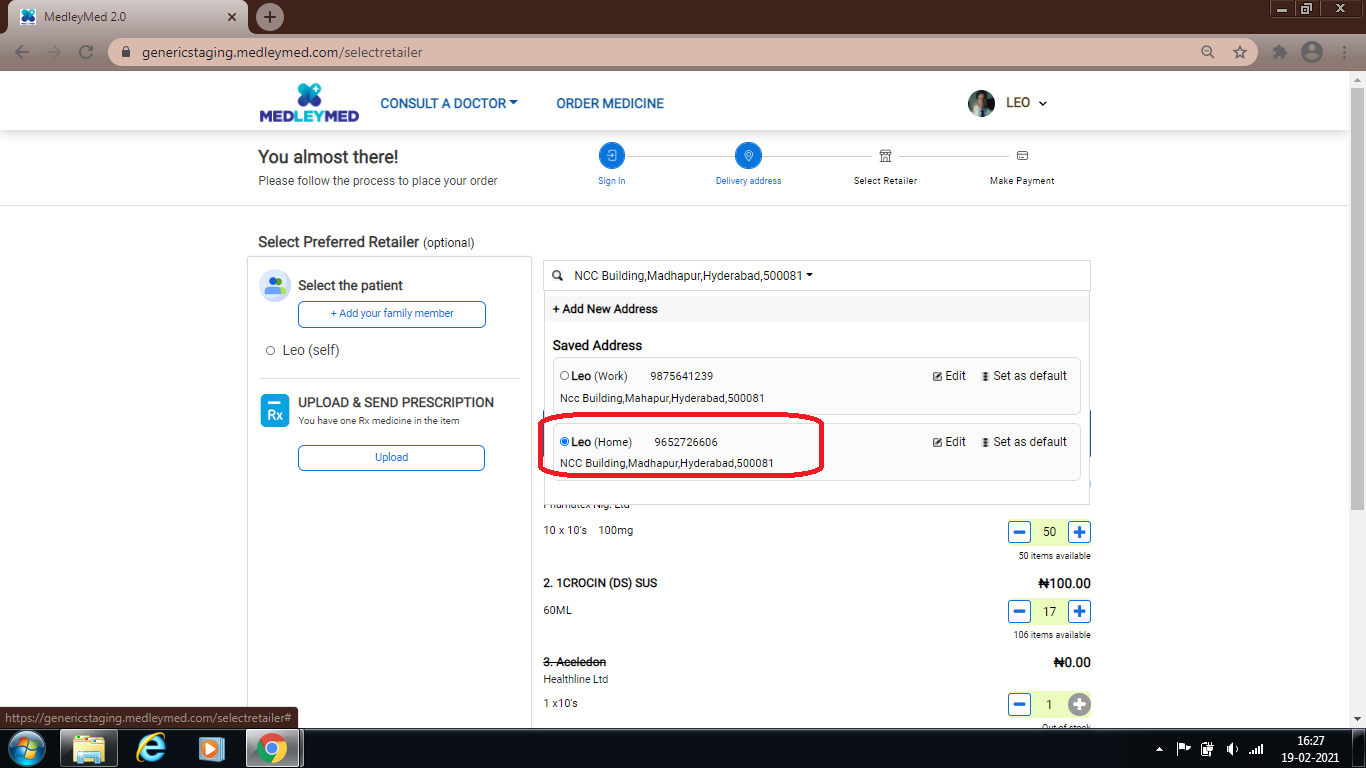 MedleyMed 2.0
genericstaging.medleymed.com/selectretailer
MEDLEYMED
CONSULT A DOCTOR
ORDER MEDICINE
LEO
You almost there!
Please follow the process to place your order
Sign In
Delivery address
Select Retailer
Make Payment
Select Preferred Retailer (optional)
Select the patient
+ Add your family member
Leo (self)
UPLOAD & SEND PRESCRIPTION
Rx
You have one Rx medicine in the item
Upload
NCC Building,Madhapur,Hyderabad,500081
+ Add New Address
Saved Address
Leo (Work) 9875641239 Edit Set as default
Ncc Building,Mahapur,Hyderabad,500081
Leo (Home) 9652726606 Edit Set as default
NCC Building,Madhapur,Hyderabad,500081
Ltd
10 x 10's 100mg 50
50 items available
2. 1CROCIN (DS) SUS ₦100.00
60ML 17
106 items available
3. Aceledon ₦0.00
Healthline Ltd
1 x10's 1
Out of stock
https://genericstaging.medleymed.com/selectretailer#
16:27
19-02-2021